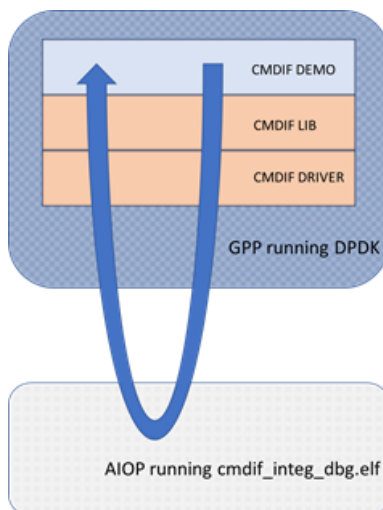 CMDIF DEMO
CMDIF LIB
CMDIF DRIVER
GPP running DPDK
AIOP running cmdif_integ_dbg.elf